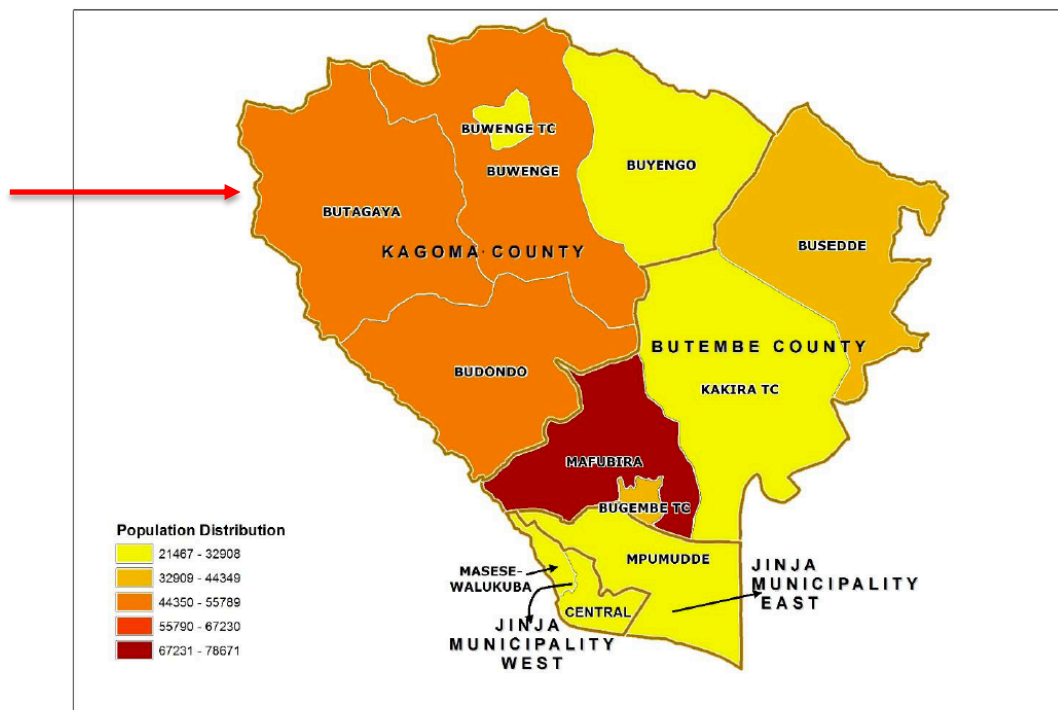 BUWENGE TC
BUWENGE
BUYENGO
BUTAGAYA
BUSEDDE
KAGOMA COUNTY
BUTEMBE COUNTY
BUDONDO
KAKIRA TC
MAFUBIRA
BUGEMBE TC
MPUMUDDE
MASESE-
WALUKUBA
CENTRAL
JINJA
MUNICIPALITY
EAST
JINJA
MUNICIPALITY
WEST
Population Distribution
21467 - 32908
32909 - 44349
44350 - 55789
55790 - 67230
67231 - 78671